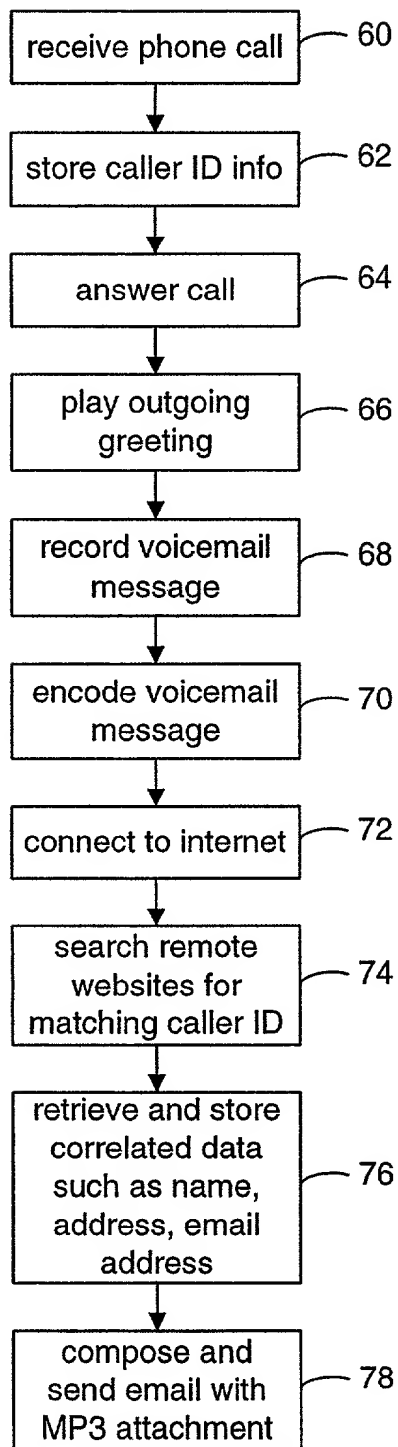 receive phone call
60
store caller ID info
62
answer call
64
play outgoing
greeting
66
record voicemail
message
68
encode voicemail
message
70
connect to internet
72
search remote
websites for
matching caller ID
74
retrieve and store
correlated data
such as name,
address, email
address
76
compose and
send email with
MP3 attachment
78